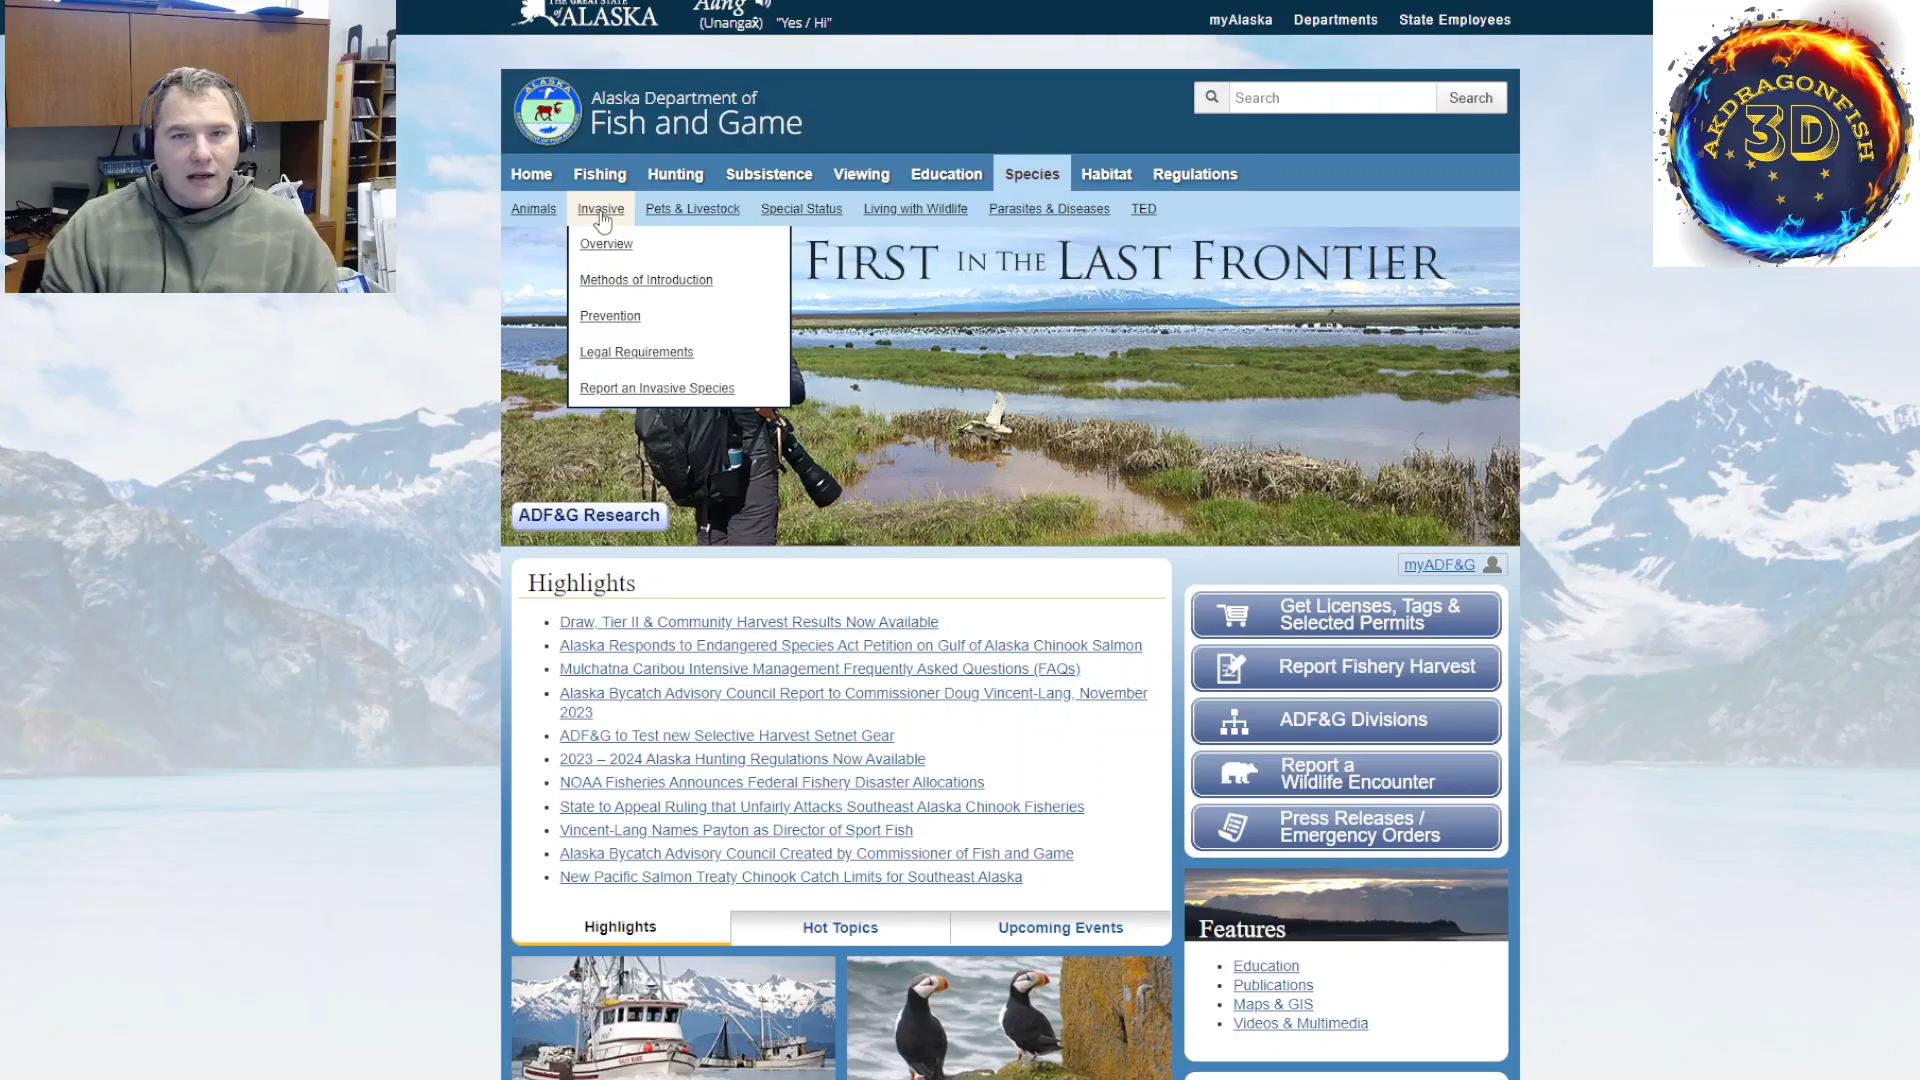 THE GREAT STATE
of ALASKA
Aang
(Unangax̂) "Yes / Hi"
myAlaska Departments State Employees
AKDRAGONFISH
3D
ALASKA
Alaska Department of
Fish and Game
Search Search
Home Fishing Hunting Subsistence Viewing Education Species Habitat Regulations
Animals Invasive Pets & Livestock Special Status Living with Wildlife Parasites & Diseases TED
Overview
Methods of Introduction
Prevention
Legal Requirements
Report an Invasive Species
FIRST IN THE LAST FRONTIER
ADF&G Research
myADF&G
Highlights
Draw, Tier II & Community Harvest Results Now Available
Alaska Responds to Endangered Species Act Petition on Gulf of Alaska Chinook Salmon
Mulchatna Caribou Intensive Management Frequently Asked Questions (FAQs)
Alaska Bycatch Advisory Council Report to Commissioner Doug Vincent-Lang, November
2023
ADF&G to Test new Selective Harvest Setnet Gear
2023 – 2024 Alaska Hunting Regulations Now Available
NOAA Fisheries Announces Federal Fishery Disaster Allocations
State to Appeal Ruling that Unfairly Attacks Southeast Alaska Chinook Fisheries
Vincent-Lang Names Payton as Director of Sport Fish
Alaska Bycatch Advisory Council Created by Commissioner of Fish and Game
New Pacific Salmon Treaty Chinook Catch Limits for Southeast Alaska
Highlights Hot Topics Upcoming Events
Get Licenses, Tags &
Selected Permits
Report Fishery Harvest
ADF&G Divisions
Report a
Wildlife Encounter
Press Releases /
Emergency Orders
Features
Education
Publications
Maps & GIS
Videos & Multimedia